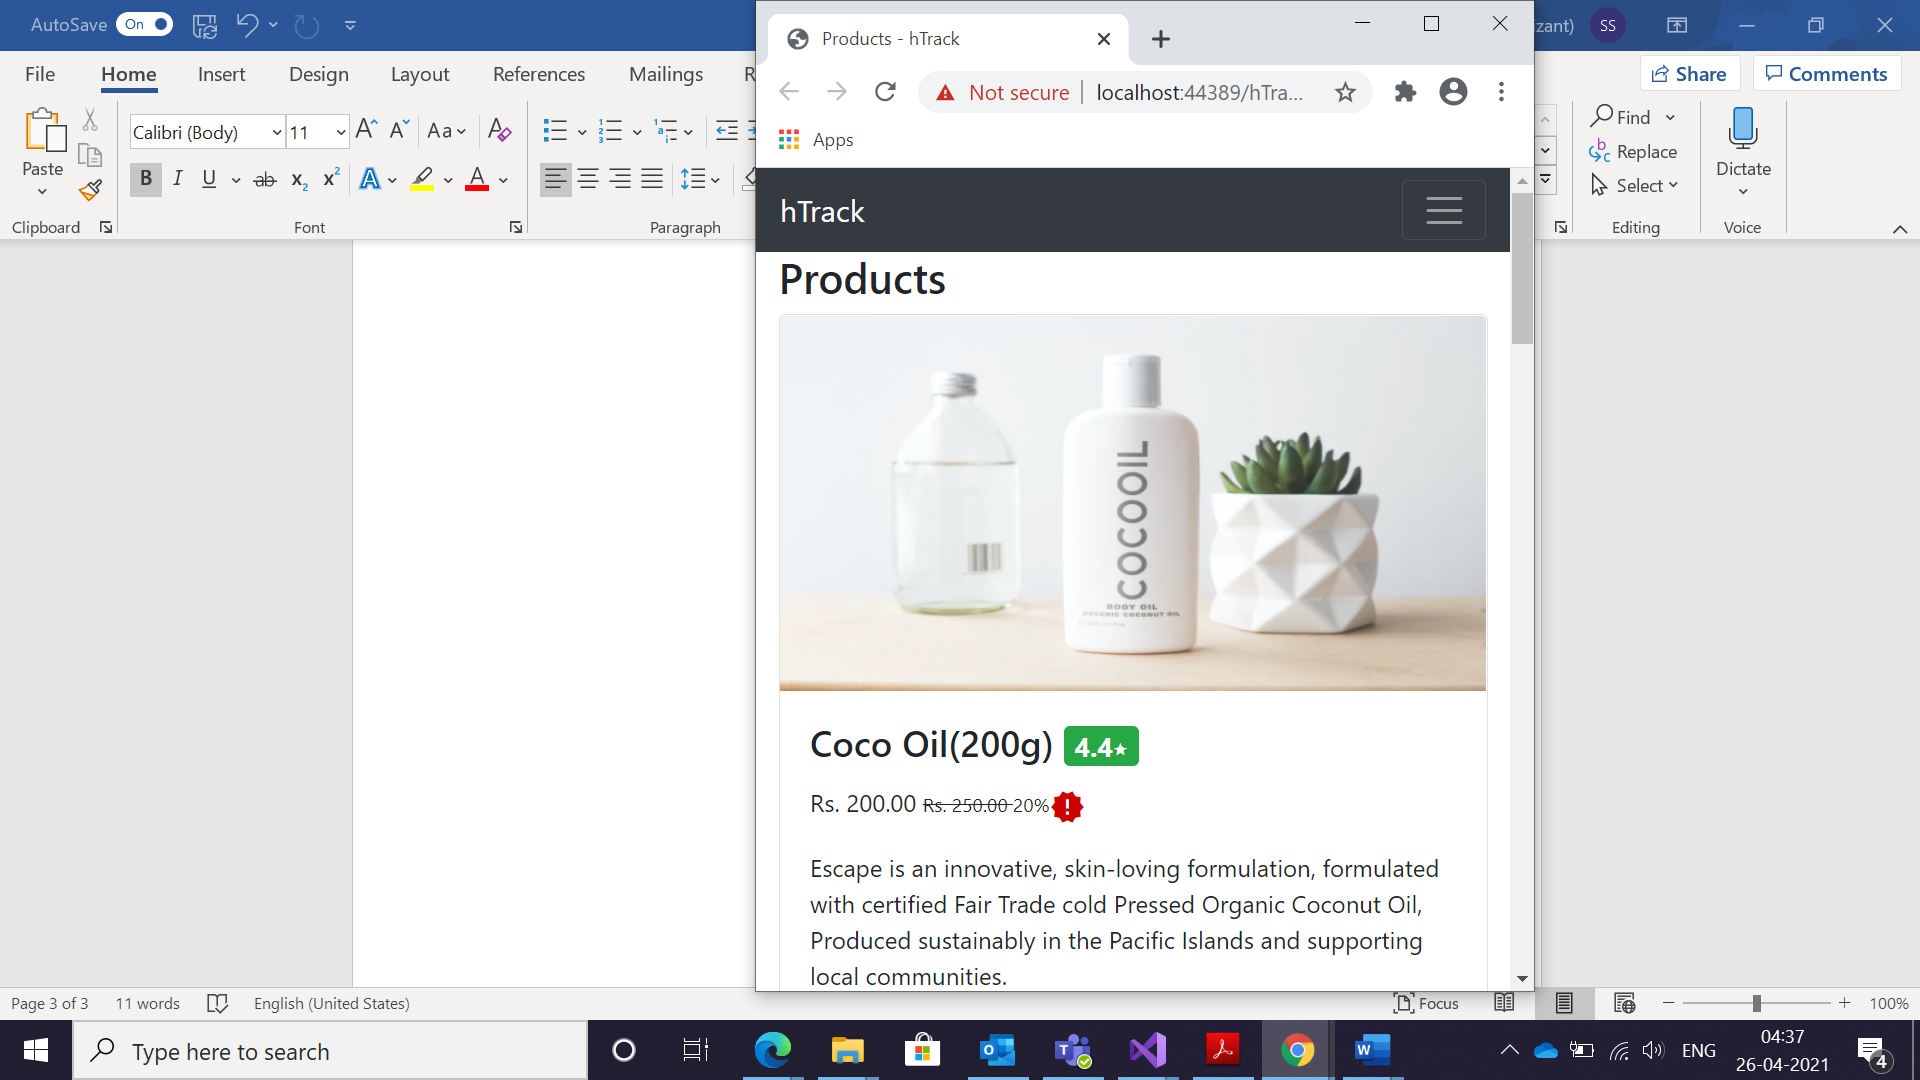 AutoSave On
zant) SS
File Home Insert Design Layout References Mailings R
Share Comments
Calibri (Body) 11
Paste
Clipboard
Font
Paragraph
Find
Replace
Select
Editing
Dictate
Voice
Products - hTrack
Not secure localhost:44389/hTra...
Apps
hTrack
Products
COCOOIL
BODY OIL
ORGANIC COCONUT OIL
Coco Oil(200g) 4.4
Rs. 200.00 Rs. 250.00 20%
Escape is an innovative, skin-loving formulation, formulated
with certified Fair Trade cold Pressed Organic Coconut Oil,
Produced sustainably in the Pacific Islands and supporting
local communities.
Page 3 of 3 11 words English (United States)
Focus 100%
Type here to search
ENG
04:37
26-04-2021
4